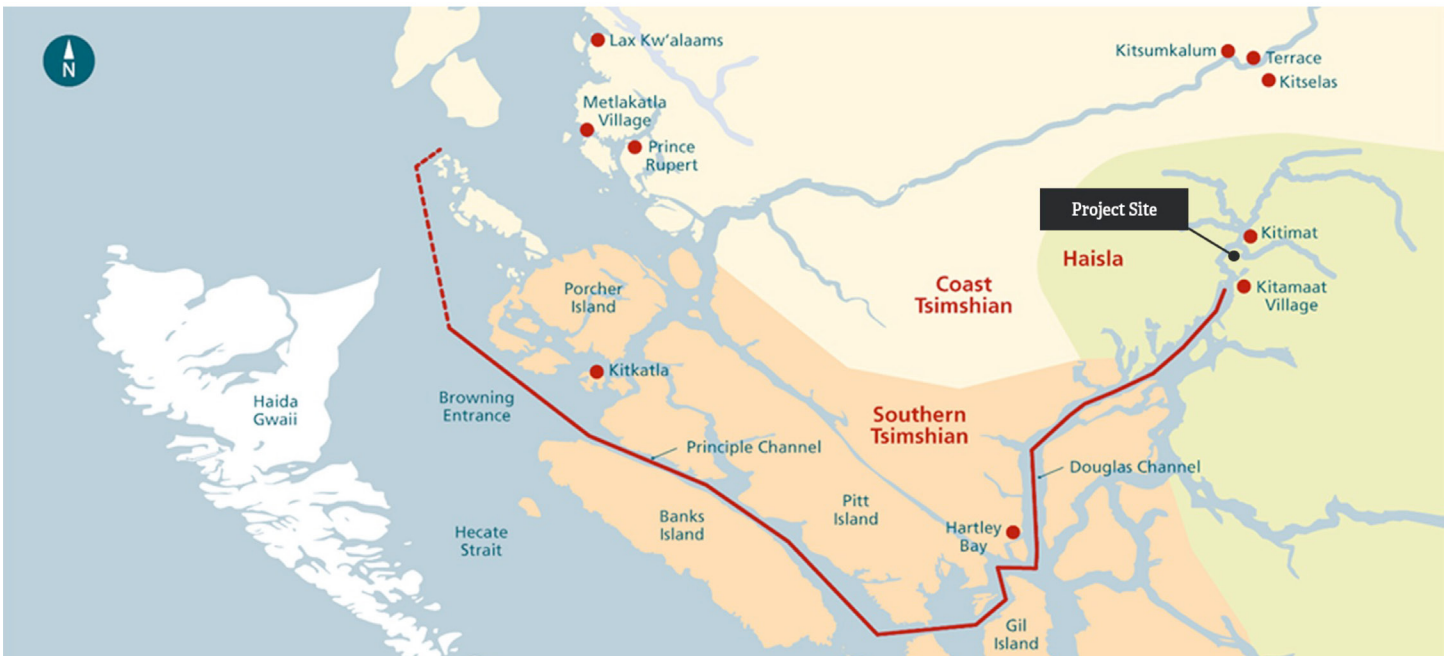 N
Lax Kw’alaams
Metlakatla
Village
Prince
Rupert
Kitsumkalum
Terrace
Kitselas
Project Site
Kitimat
Haisla
Kitamaat
Village
Coast
Tsimshian
Porcher
Island
Kitkatla
Haida
Gwaii
Browning
Entrance
Southern
Tsimshian
Principle Channel
Douglas Channel
Pitt
Island
Banks
Island
Hartley
Bay
Hecate
Strait
Gil
Island